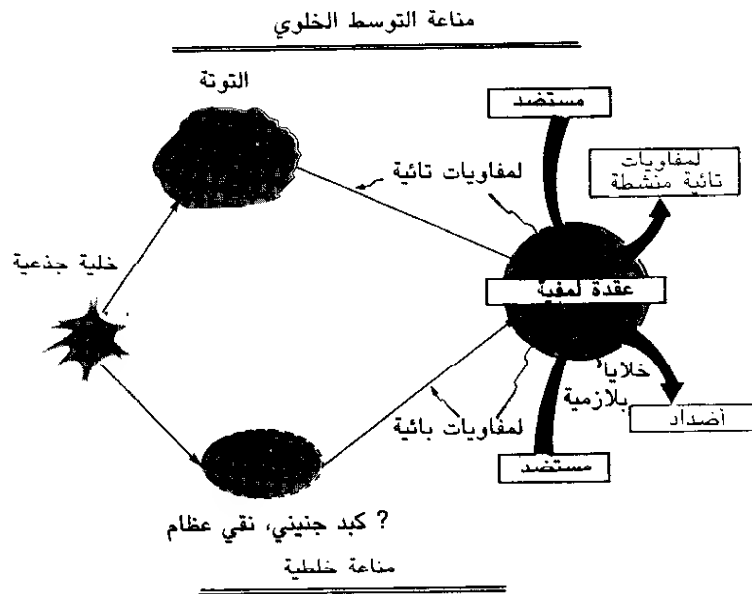 مناعة التوسط الخلوي
التوتة
مستضد
لمفاويات تائية
لمفاويات
تائية منشطة
خلية جذعية
عقدة لمفية
خلايا
بلازمية
لمفاويات بائية
أضداد
مستضد
? كبد جنيني، نقي عظام
مناعة خلطية